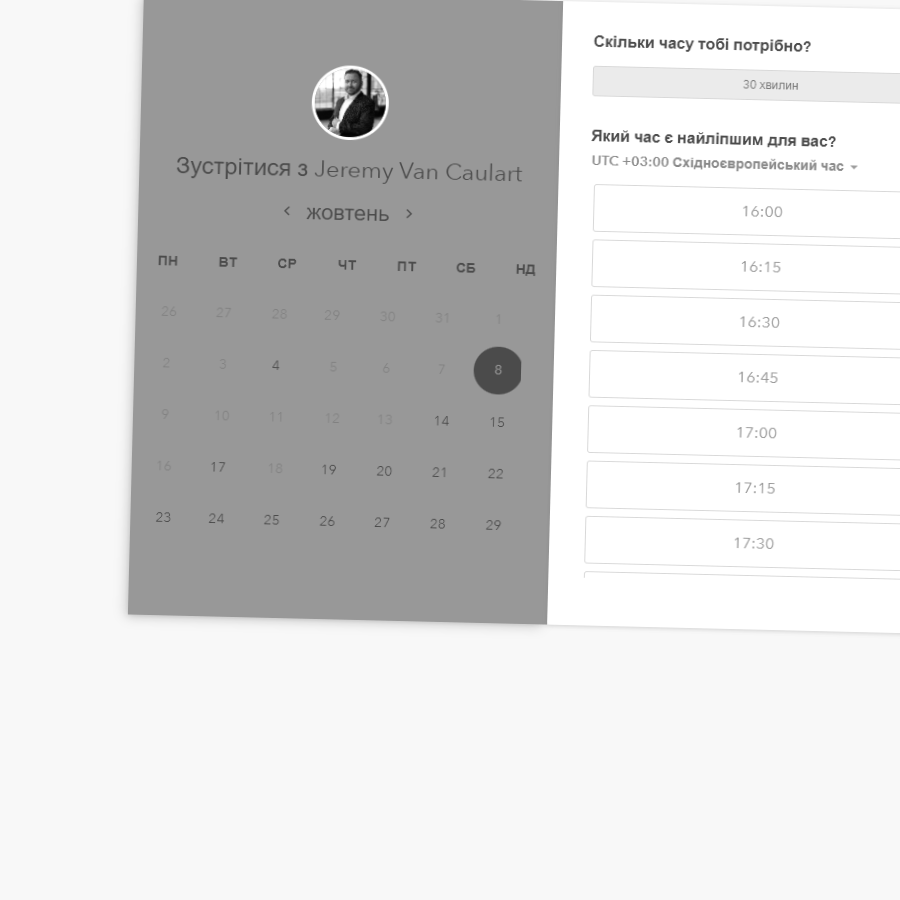 Зустрітися з Jeremy Van Caulart
жовтень
ПН ВТ СР ЧТ ПТ СБ НД
26 27 28 29 30 31 1
2 3 4 5 6 7 8
9 10 11 12 13 14 15
16 17 18 19 20 21 22
23 24 25 26 27 28 29
Скільки часу тобі потрібно?
30 хвилин
Який час є найліпшим для вас?
UTC +03:00 Східноєвропейський час
16:00
16:15
16:30
16:45
17:00
17:15
17:30